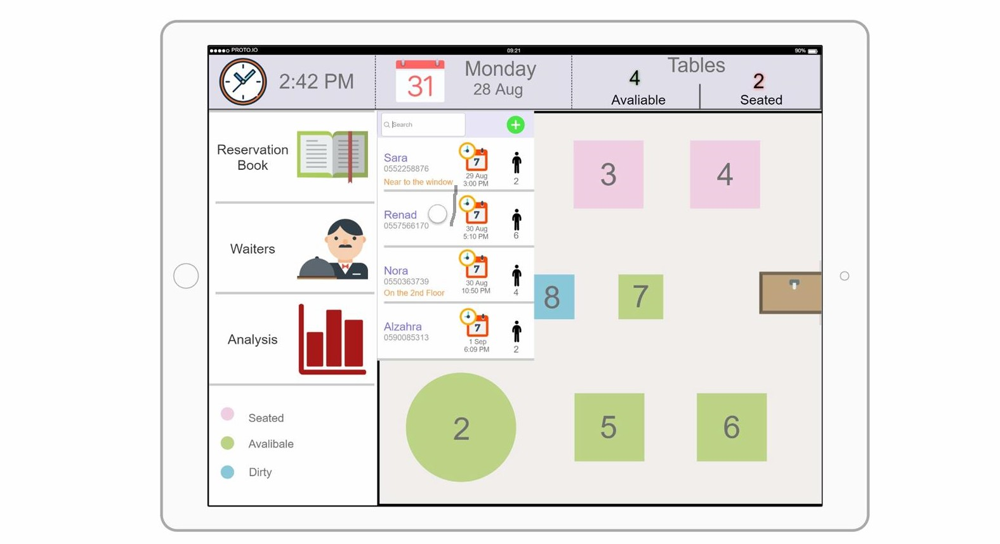 PROTO.IO
09:21
90%
2:42 PM
31
Monday
28 Aug
Tables
4
Avaliable
2
Seated
Reservation
Book
Waiters
Analysis
Seated
Avalibale
Dirty
Search
Sara
0552258876
Near to the window
7
29 Aug
3:00 PM
2
Renad
0557566170
7
30 Aug
5:10 PM
6
Nora
0550363739
On the 2nd Floor
7
30 Aug
10:50 PM
4
Alzahra
0590085313
7
1 Sep
6:09 PM
2
3
4
8
7
2
5
6